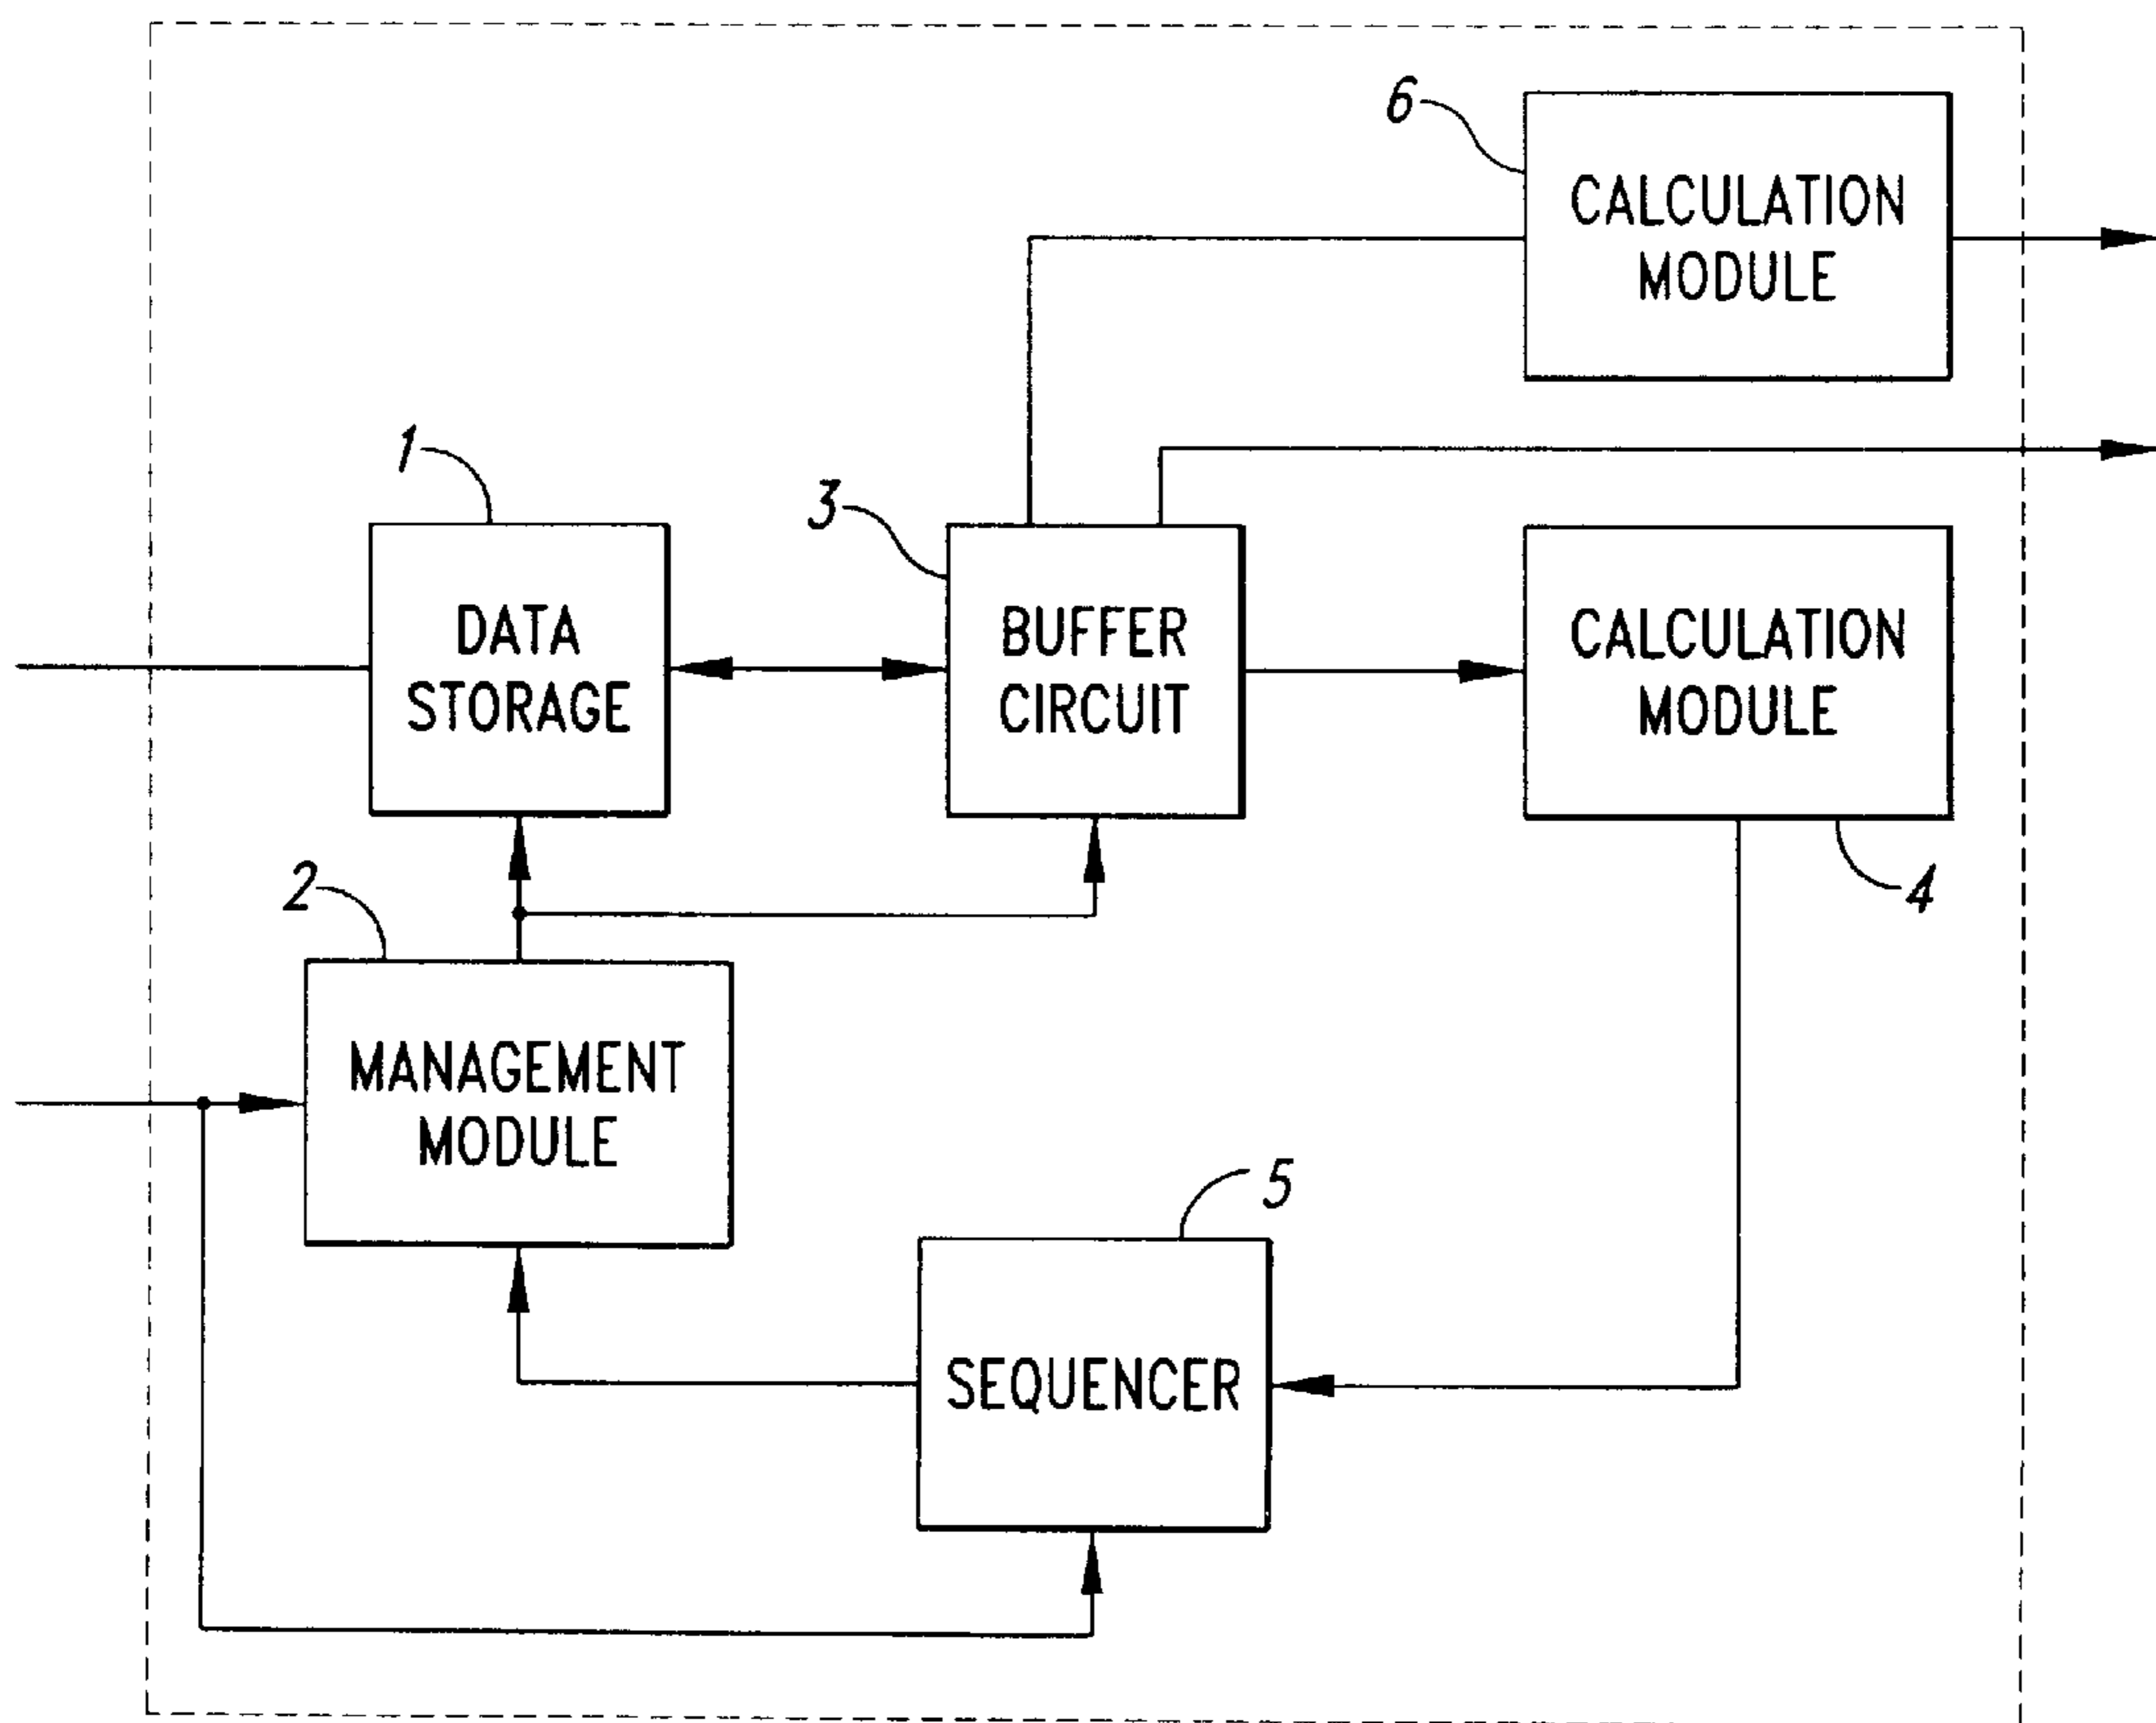 6
CALCULATION
MODULE
1
3
DATA
STORAGE
BUFFER
CIRCUIT
CALCULATION
MODULE
2
4
MANAGEMENT
MODULE
5
SEQUENCER